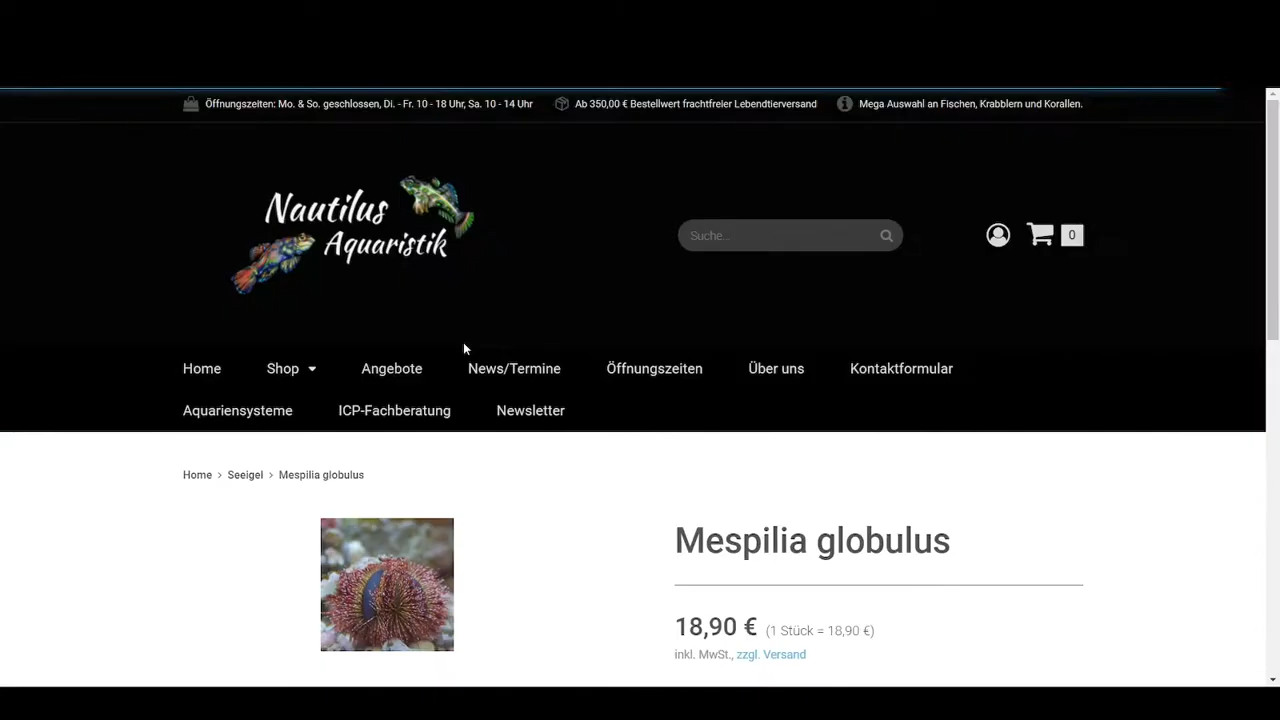 Öffnungszeiten: Mo. & So. geschlossen, Di. - Fr. 10 - 18 Uhr, Sa. 10 - 14 Uhr
Ab 350,00 € Bestellwert frachtfreier Lebendtierversand
Mega Auswahl an Fischen, Krabblern und Korallen.
Nautilus
Aquaristik
Suche...
0
Home
Shop
Angebote
News/Termine
Öffnungszeiten
Über uns
Kontaktformular
Aquariensysteme
ICP-Fachberatung
Newsletter
Home > Seeigel > Mespilia globulus
Mespilia globulus
18,90 € (1 Stück = 18,90 €)
inkl. MwSt., zzgl. Versand